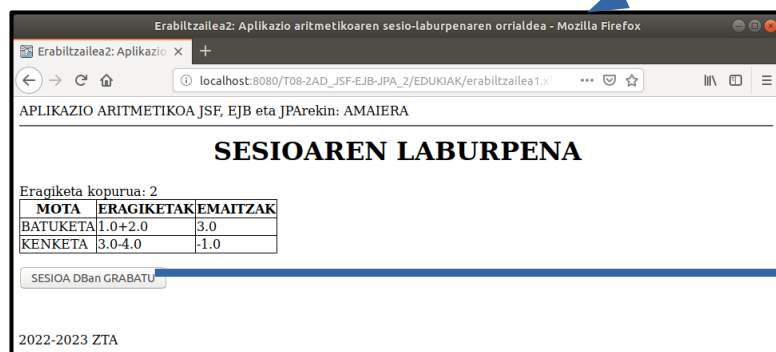 Erabiltzailea2: Aplikazio aritmetikoaren sesio-laburpenaren orrialdea - Mozilla Firefox
Erabiltzailea2: Aplikazio
localhost:8080/T08-2AD_JSF-EJB-JPA_2/EDUKIAK/erabiltzailea1.x
APLIKAZIO ARITMETIKOA JSF, EJB eta JPArekin: AMAIERA
SESIOAREN LABURPENA
Eragiketa kopurua: 2
MOTA ERAGIKETAK EMAITZAK
BATUKETA 1.0+2.0 3.0
KENKETA 3.0-4.0 -1.0
SESIOA DBan GRABATU
2022-2023 ZTA